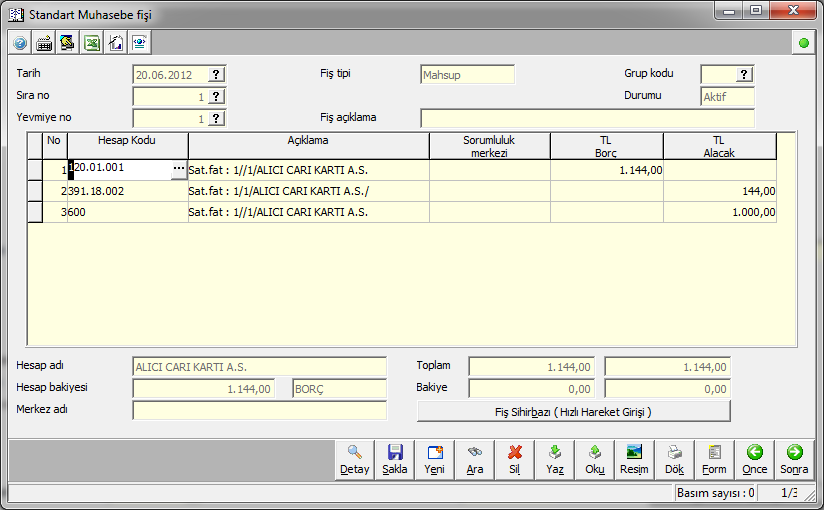 Standart Muhasebe fişi
Tarih 20.06.2012 ? Fiş tipi Mahsup Grup kodu ?
Sıra no 1 ? Durumu Aktif
Yevmiye no 1 ? Fiş açıklama
No Hesap Kodu Açıklama Sorumluluk merkezi TL Borç TL Alacak
1 120.01.001 ... Sat.fat : 1//1/ALICI CARI KARTI A.S. 1.144,00
2 391.18.002 Sat.fat : 1/1/ALICI CARI KARTI A.S./ 144,00
3 600 Sat.fat : 1//1/ALICI CARI KARTI A.S. 1.000,00
Hesap adı ALICI CARI KARTI A.S. Toplam 1.144,00 1.144,00
Hesap bakiyesi 1.144,00 BORÇ Bakiye 0,00 0,00
Merkez adı Fiş Sihirbazı ( Hızlı Hareket Girişi )
Detay Sakla Yeni Ara Sil Yaz Oku Resim Dök Form Önce Sonra
Basım sayısı : 0 1/3